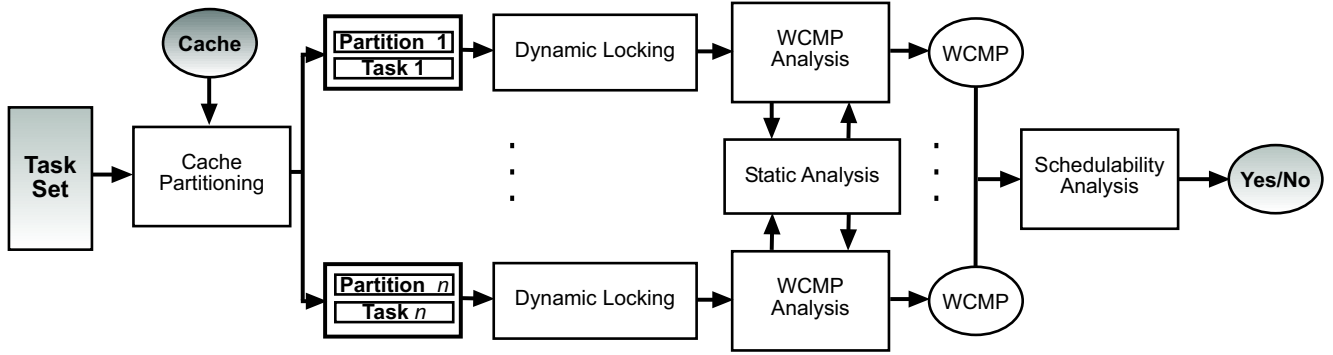 Cache
Task
Set
Cache
Partitioning
Partition 1
Task 1
Dynamic Locking
WCMP
Analysis
WCMP
Static Analysis
Partition n
Task n
Dynamic Locking
WCMP
Analysis
WCMP
Schedulability
Analysis
Yes/No